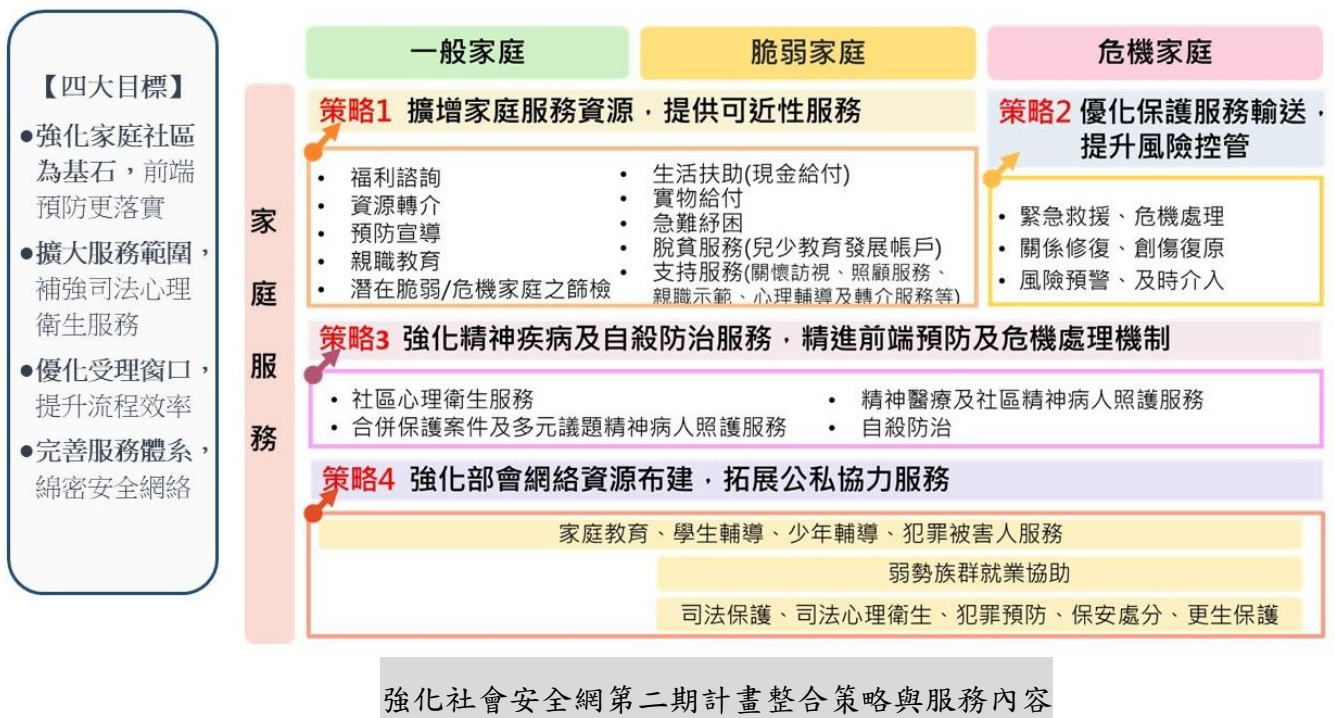 【四大目標】
●強化家庭社區
為基石，前端
預防更落實
●擴大服務範圍，
補強司法心理
衛生服務
●優化受理窗口，
提升流程效率
●完善服務體系，
綿密安全網絡
一般家庭
脆弱家庭
危機家庭
家庭服務
策略1 擴增家庭服務資源，提供可近性服務
• 福利諮詢
• 資源轉介
• 預防宣導
• 親職教育
• 潛在脆弱/危機家庭之篩檢
• 生活扶助(現金給付)
• 實物給付
• 急難紓困
• 脫貧服務(兒少教育發展帳戶)
• 支持服務(關懷訪視、照顧服務、
親職示範、心理輔導及轉介服務等)
策略2 優化保護服務輸送，
提升風險控管
• 緊急救援、危機處理
• 關係修復、創傷復原
• 風險預警、及時介入
策略3 強化精神疾病及自殺防治服務，精進前端預防及危機處理機制
• 社區心理衛生服務
• 合併保護案件及多元議題精神病人照護服務
• 精神醫療及社區精神病人照護服務
• 自殺防治
策略4 強化部會網絡資源布建，拓展公私協力服務
家庭教育、學生輔導、少年輔導、犯罪被害人服務
弱勢族群就業協助
司法保護、司法心理衛生、犯罪預防、保安處分、更生保護
強化社會安全網第二期計畫整合策略與服務內容